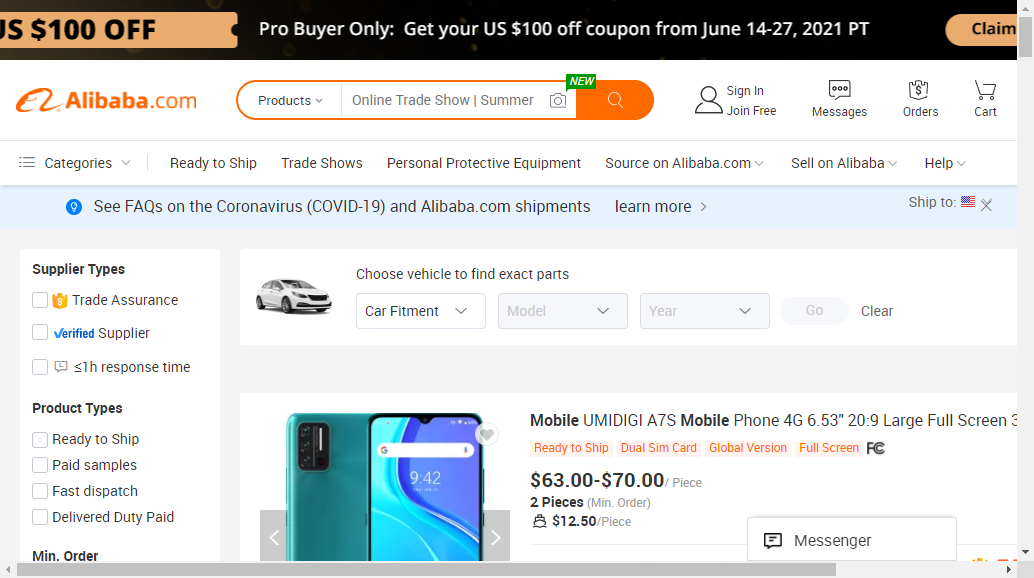 US $100 OFF
Pro Buyer Only: Get your US $100 off coupon from June 14-27, 2021 PT
Claim
Alibaba.com
Products
Online Trade Show | Summer
NEW
Sign In
Join Free
Messages
Orders
Cart
Categories
Ready to Ship
Trade Shows
Personal Protective Equipment
Source on Alibaba.com
Sell on Alibaba
Help
See FAQs on the Coronavirus (COVID-19) and Alibaba.com shipments
learn more
Ship to:
Supplier Types
Trade Assurance
Verified Supplier
≤1h response time
Product Types
Ready to Ship
Paid samples
Fast dispatch
Delivered Duty Paid
Min. Order
Choose vehicle to find exact parts
Car Fitment
Model
Year
Go
Clear
9:42
Mobile UMIDIGI A7S Mobile Phone 4G 6.53" 20:9 Large Full Screen 3
Ready to Ship
Dual Sim Card
Global Version
Full Screen
FC
$63.00-$70.00/ Piece
2 Pieces (Min. Order)
$12.50/Piece
Messenger